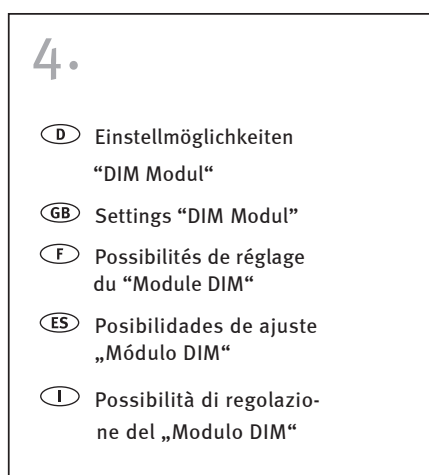 4.
D Einstellmöglichkeiten
“DIM Modul“
GB Settings “DIM Modul”
F Possibilités de réglage
du “Module DIM“
ES Posibilidades de ajuste
„Módulo DIM“
I Possibilità di regolazio-
ne del „Modulo DIM“